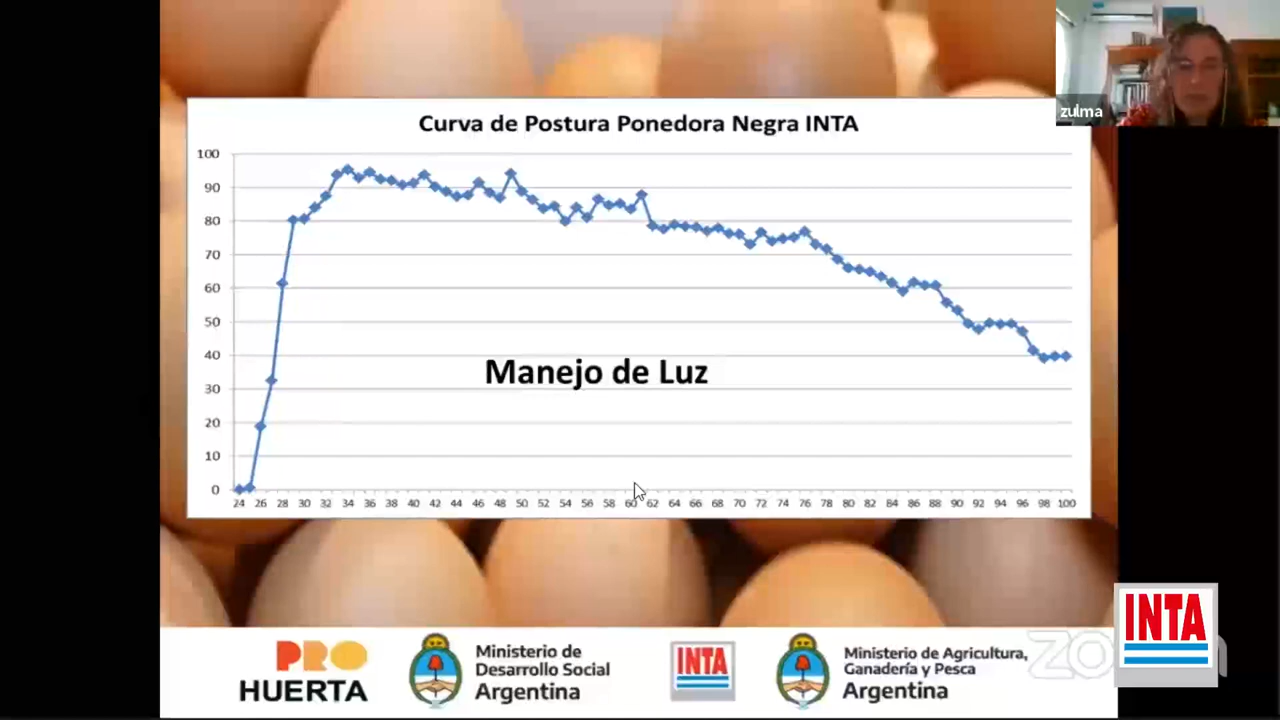 zulma
Curva de Postura Ponedora Negra INTA
100
90
80
70
60
50
40
30
20
10
0
Manejo de Luz
24 26 28 30 32 34 36 38 40 42 44 46 48 50 52 54 56 58 60 62 64 66 68 70 72 74 76 78 80 82 84 86 88 90 92 94 96 98 100
PRO
HUERTA
Ministerio de
Desarrollo Social
Argentina
INTA
Ministerio de Agricultura,
Ganadería y Pesca
Argentina
INTA